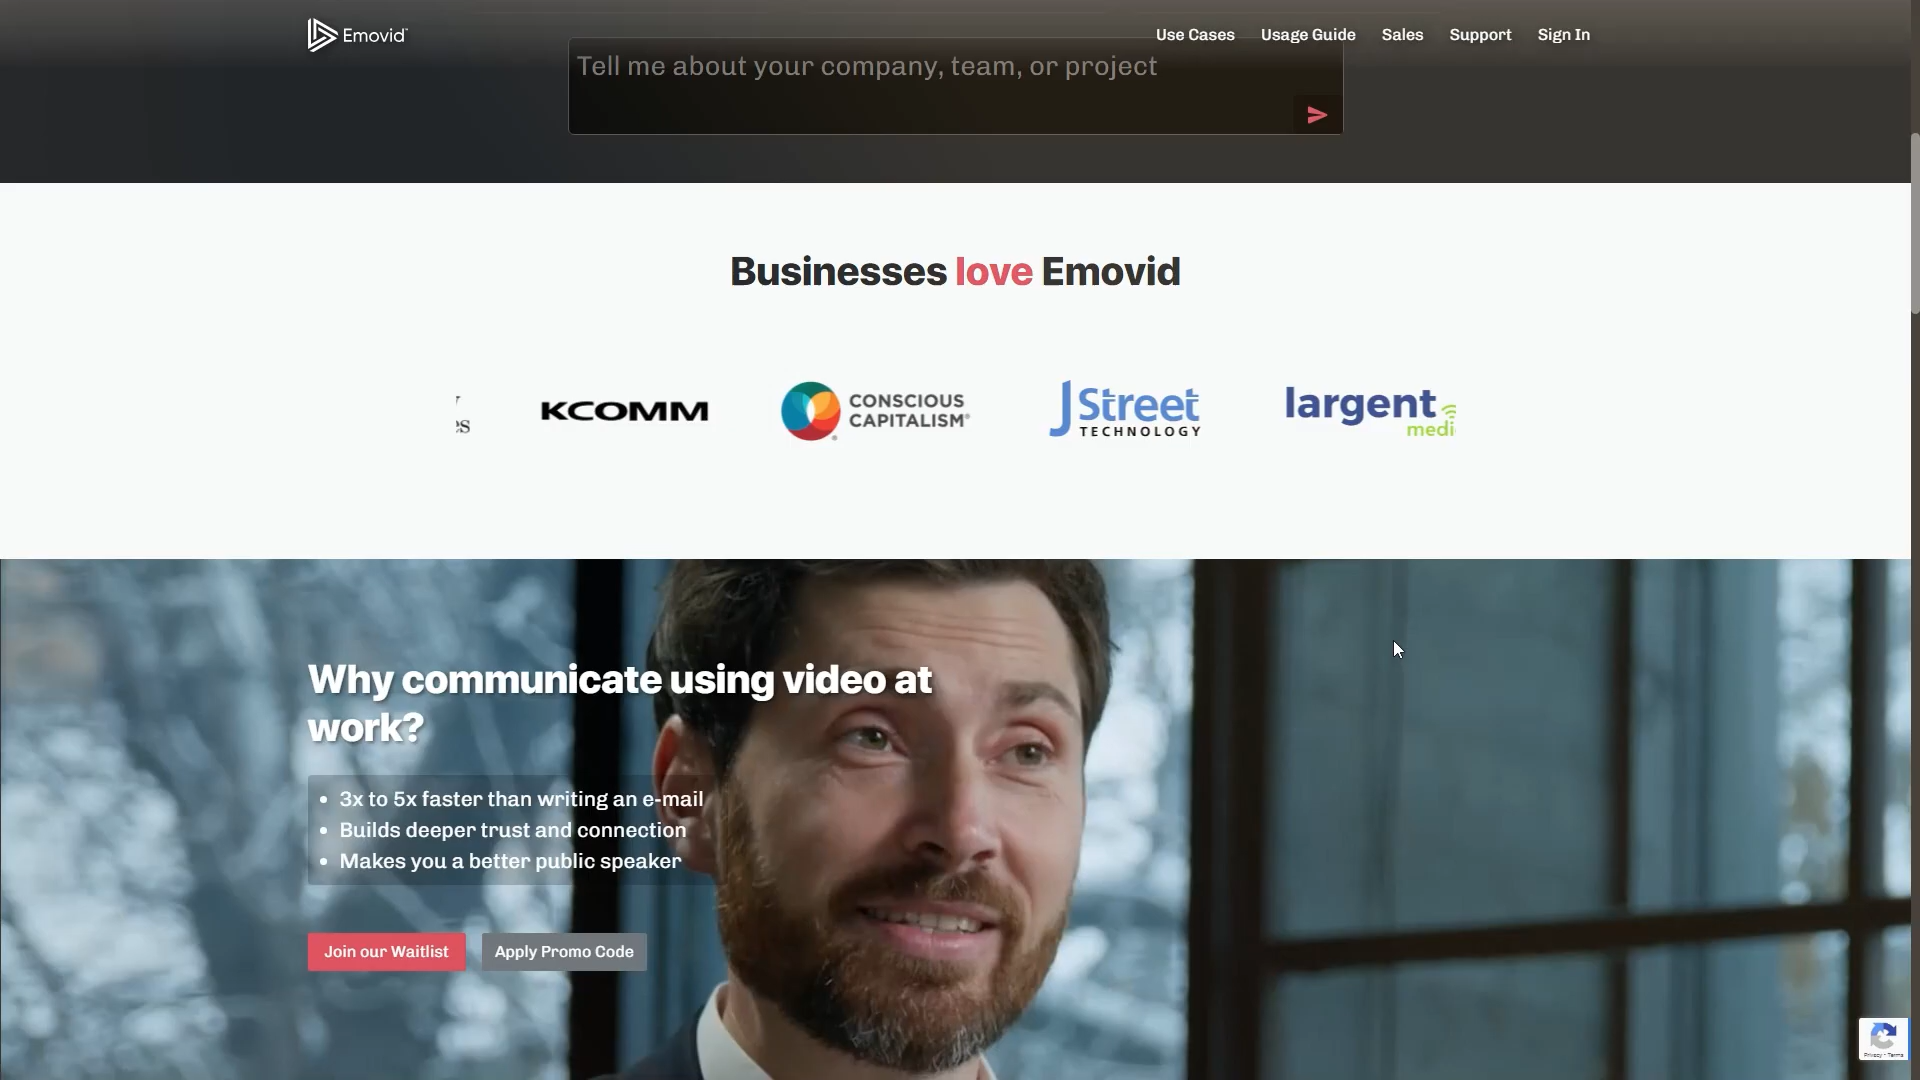 Emovid
Use Cases
Usage Guide
Sales
Support
Sign In
Tell me about your company, team, or project
Businesses love Emovid
KCOMM
CONSCIOUS
CAPITALISM®
JStreet
TECHNOLOGY
largent
medi
Why communicate using video at
work?
• 3x to 5x faster than writing an e-mail
• Builds deeper trust and connection
• Makes you a better public speaker
Join our Waitlist
Apply Promo Code
Privacy - Terms